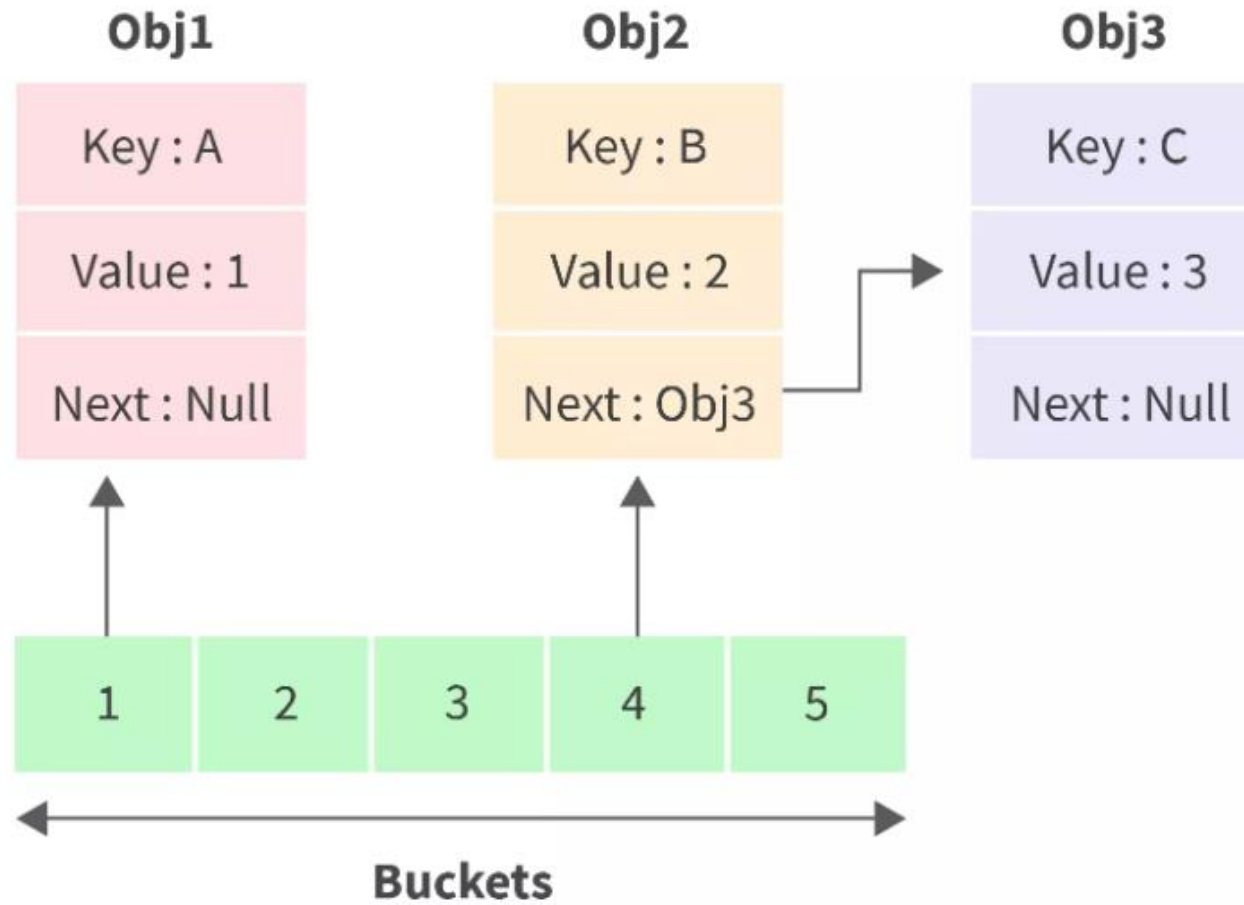 Obj1 Obj2 Obj3
Key : A Key : B Key : C
Value : 1 Value : 2 Value : 3
Next : Null Next : Obj3 Next : Null
1 2 3 4 5
Buckets